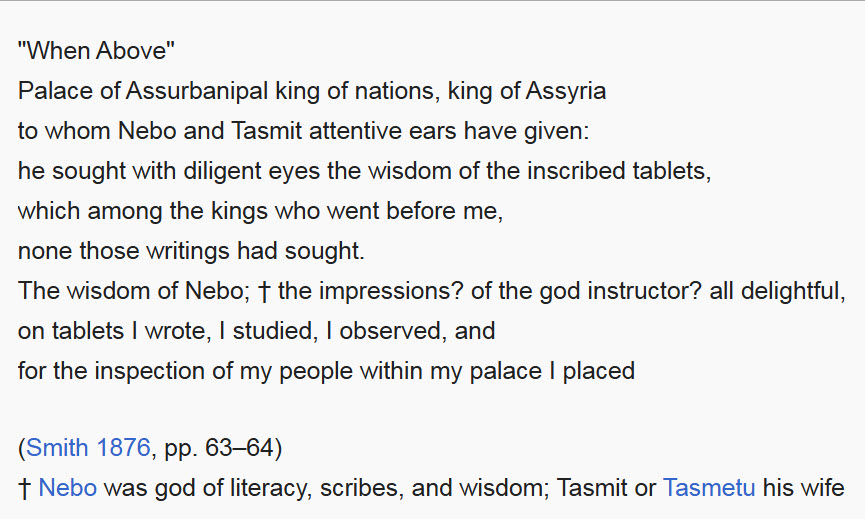 "When Above"
Palace of Assurbanipal king of nations, king of Assyria
to whom Nebo and Tasmit attentive ears have given:
he sought with diligent eyes the wisdom of the inscribed tablets,
which among the kings who went before me,
none those writings had sought.
The wisdom of Nebo; † the impressions? of the god instructor? all delightful,
on tablets I wrote, I studied, I observed, and
for the inspection of my people within my palace I placed
(Smith 1876, pp. 63–64)
† Nebo was god of literacy, scribes, and wisdom; Tasmit or Tasmetu his wife